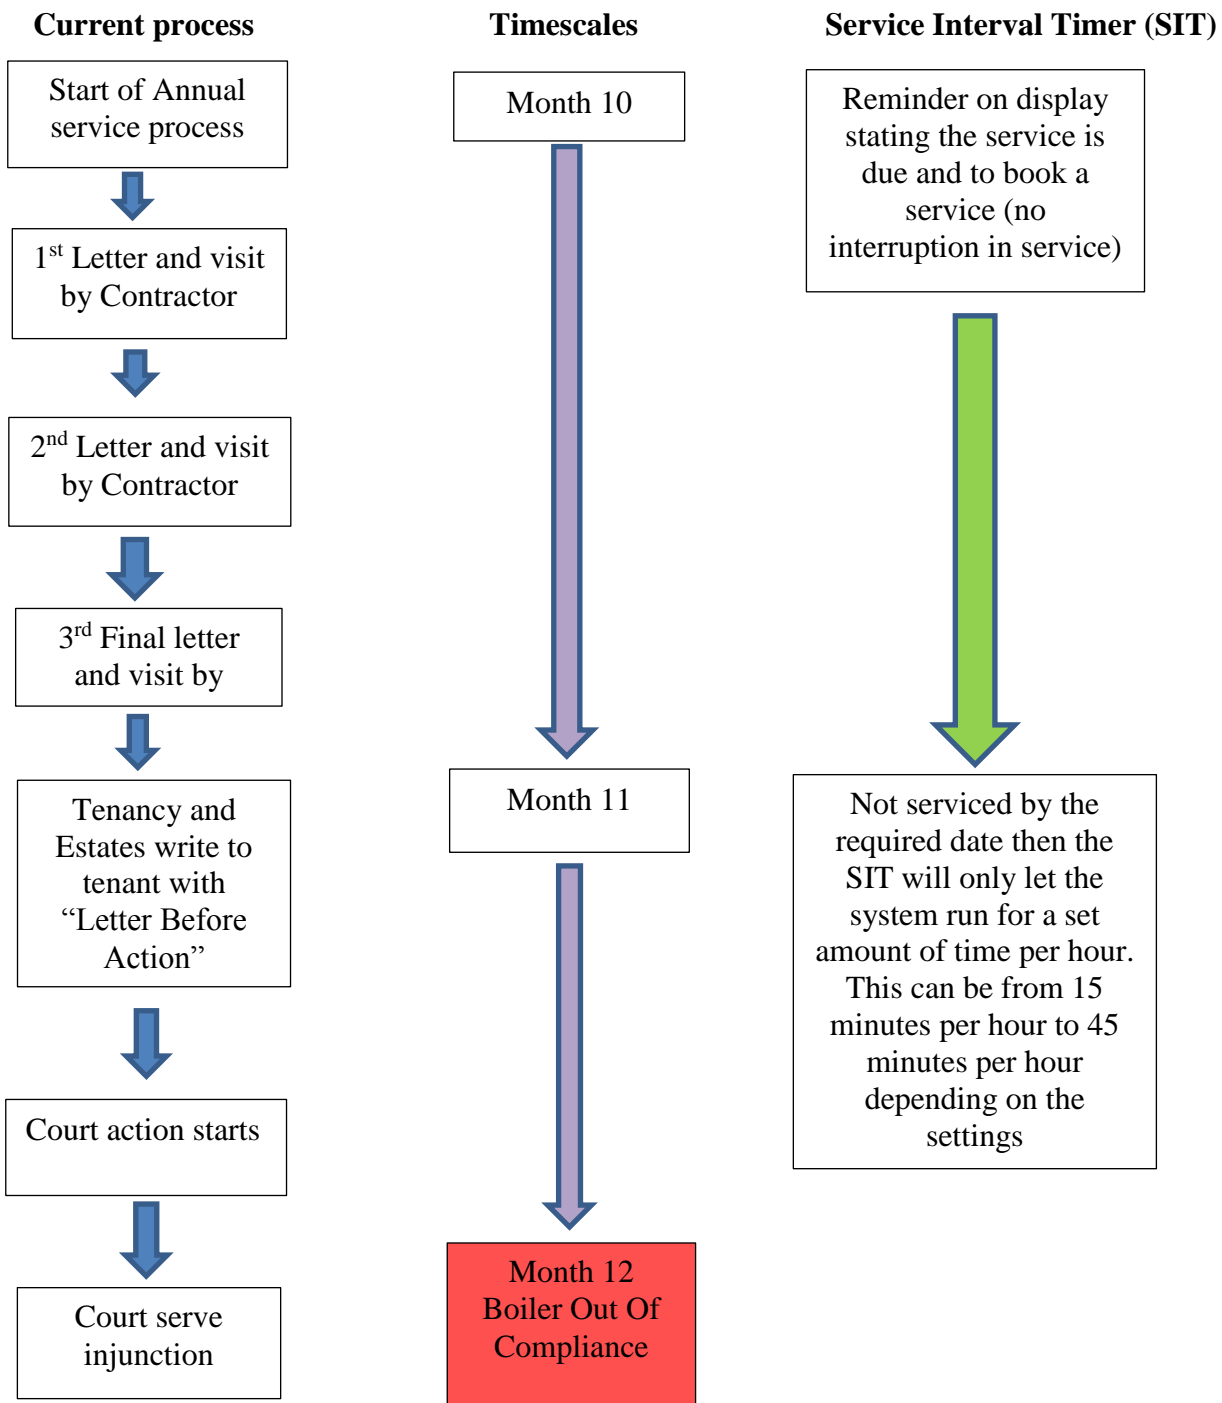 Current process
Timescales
Service Interval Timer (SIT)
Start of Annual
service process
1st Letter and visit
by Contractor
2nd Letter and visit
by Contractor
3rd Final letter
and visit by
Tenancy and
Estates write to
tenant with
“Letter Before
Action”
Court action starts
Court serve
injunction
Month 10
Month 11
Month 12
Boiler Out Of
Compliance
Reminder on display
stating the service is
due and to book a
service (no
interruption in service)
Not serviced by the
required date then the
SIT will only let the
system run for a set
amount of time per hour.
This can be from 15
minutes per hour to 45
minutes per hour
depending on the
settings